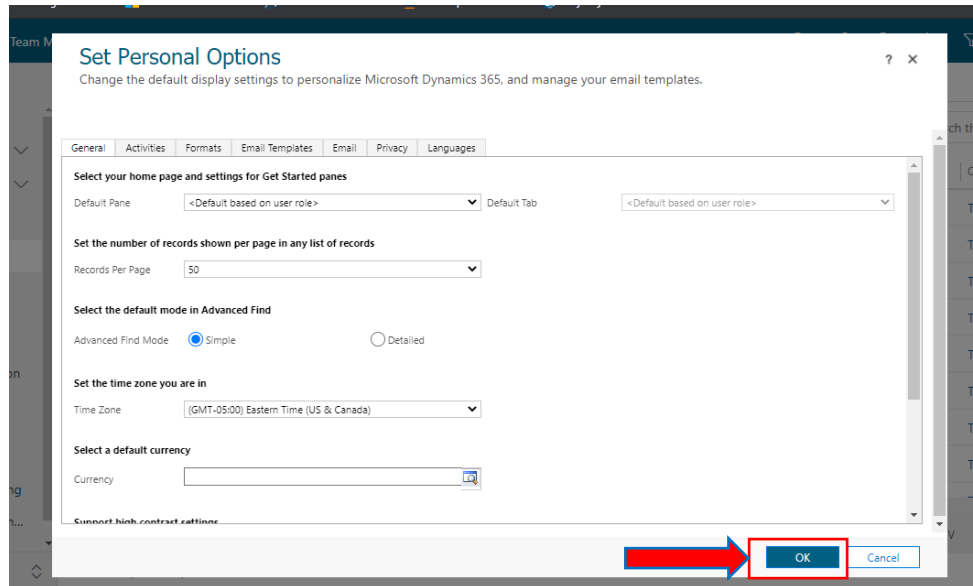 Team M
Set Personal Options
? ×
Change the default display settings to personalize Microsoft Dynamics 365, and manage your email templates.
General Activities Formats Email Templates Email Privacy Languages
Select your home page and settings for Get Started panes
Default Pane <Default based on user role> Default Tab <Default based on user role>
Set the number of records shown per page in any list of records
Records Per Page 50
Select the default mode in Advanced Find
Advanced Find Mode Simple Detailed
Set the time zone you are in
Time Zone (GMT-05:00) Eastern Time (US & Canada)
Select a default currency
Currency
Support high contrast settings
OK Cancel